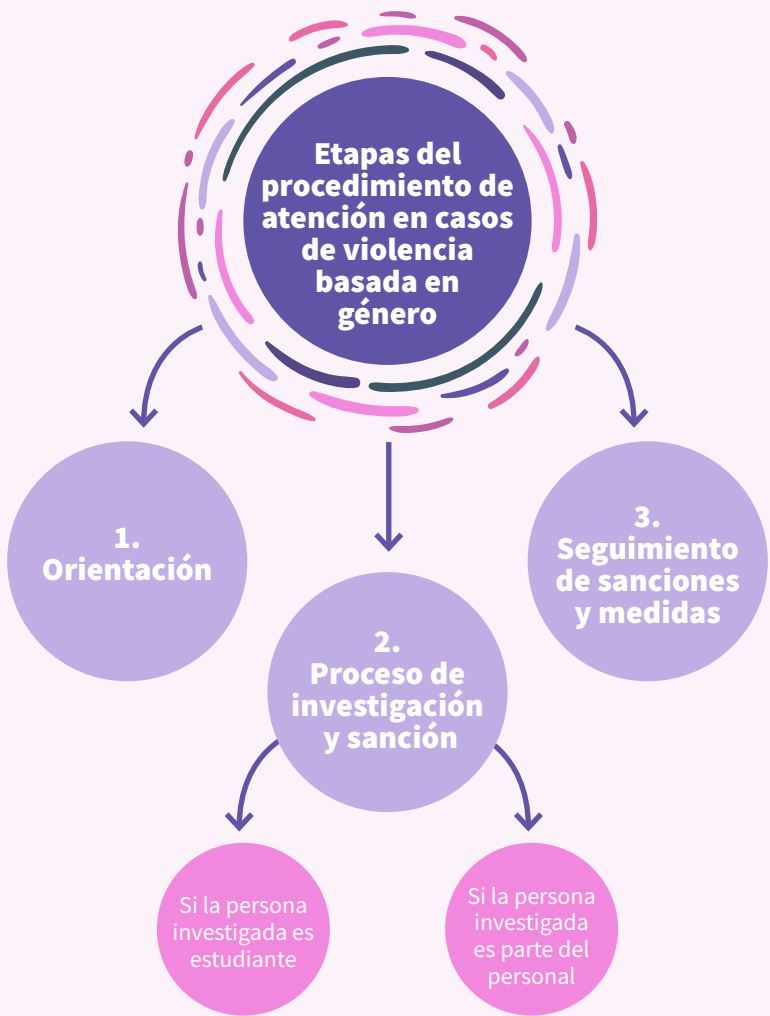 Etapas del
procedimiento de
atención en casos
de violencia
basada en
género
1.
Orientación
2.
Proceso de
investigación
y sanción
3.
Seguimiento
de sanciones
y medidas
Si la persona
investigada es
estudiante
Si la persona
investigada
es parte del
personal